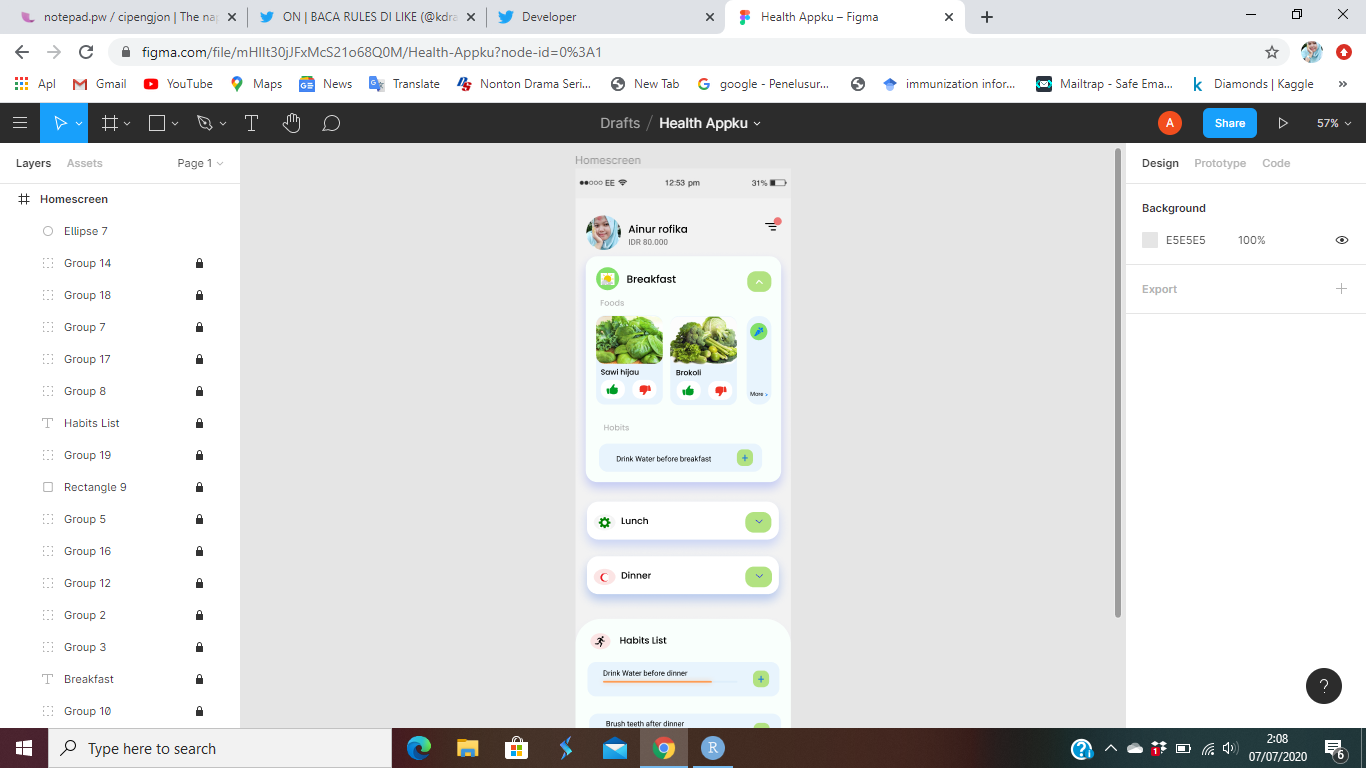 notepad.pw / cipengjon | The nap
ON | BACA RULES DI LIKE (@kdra
Developer
Health Appku – Figma
figma.com/file/mHIIt30jJFxMcS21o68Q0M/Health-Appku?node-id=0%3A1
Apl
Gmail
YouTube
Maps
News
Translate
Nonton Drama Seri...
New Tab
google - Penelusur...
immunization infor...
Mailtrap - Safe Ema...
Diamonds | Kaggle
»
Drafts / Health Appku
A
Share
57%
Layers
Assets
Page 1
Homescreen
Ellipse 7
Group 14
Group 18
Group 7
Group 17
Group 8
Habits List
Group 19
Rectangle 9
Group 5
Group 16
Group 12
Group 2
Group 3
Breakfast
Group 10
Homescreen
EE
12:53 pm
31%
Ainur rofika
IDR 80.000
Breakfast
Foods
Sawi hijau
Brokoli
More >
Hobits
Drink Water before breakfast
+
Lunch
Dinner
Habits List
Drink Water before dinner
+
Brush teeth after dinner
Design
Prototype
Code
Background
E5E5E5
100%
Export
?
Type here to search
R
1
2:08
07/07/2020
6